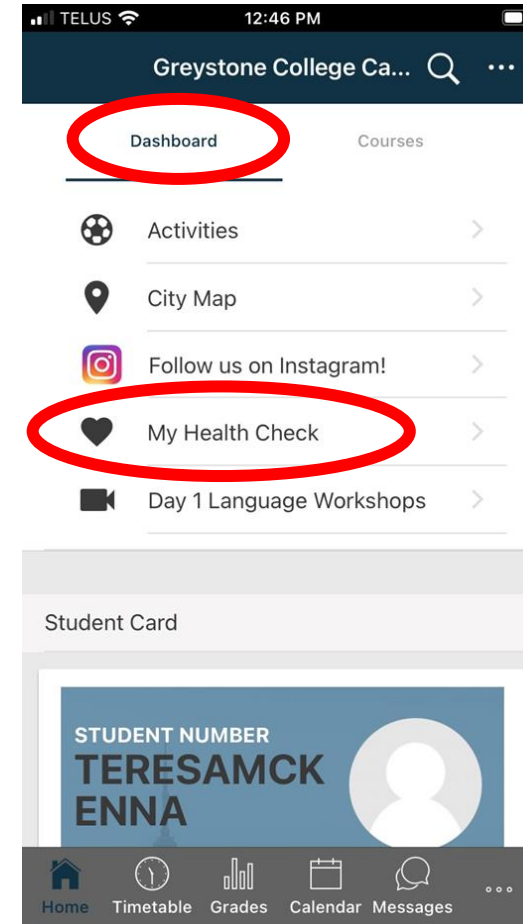 TELUS 12:46 PM
Greystone College Ca... ...
Dashboard Courses
Activities
City Map
Follow us on Instagram!
My Health Check
Day 1 Language Workshops
Student Card
STUDENT NUMBER
TERESAMCK
ENNA
Home Timetable Grades Calendar Messages